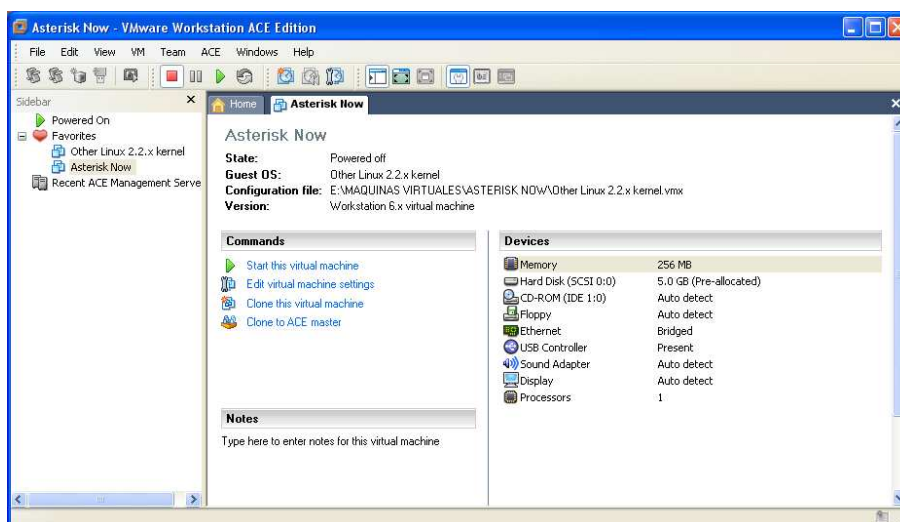 Asterisk Now - VMware Workstation ACE Edition
File Edit View VM Team ACE Windows Help
Sidebar
Powered On
Favorites
Other Linux 2.2.x kernel
Asterisk Now
Recent ACE Management Serve
Home Asterisk Now
Asterisk Now
State: Powered off
Guest OS: Other Linux 2.2.x kernel
Configuration file: E:\MAQUINAS VIRTUALES\ASTERISK NOW\Other Linux 2.2.x kernel.vmx
Version: Workstation 6.x virtual machine
Commands
Start this virtual machine
Edit virtual machine settings
Clone this virtual machine
Clone to ACE master
Notes
Type here to enter notes for this virtual machine
Devices
Memory 256 MB
Hard Disk (SCSI 0:0) 5.0 GB (Pre-allocated)
CD-ROM (IDE 1:0) Auto detect
Floppy Auto detect
Ethernet Bridged
USB Controller Present
Sound Adapter Auto detect
Display Auto detect
Processors 1